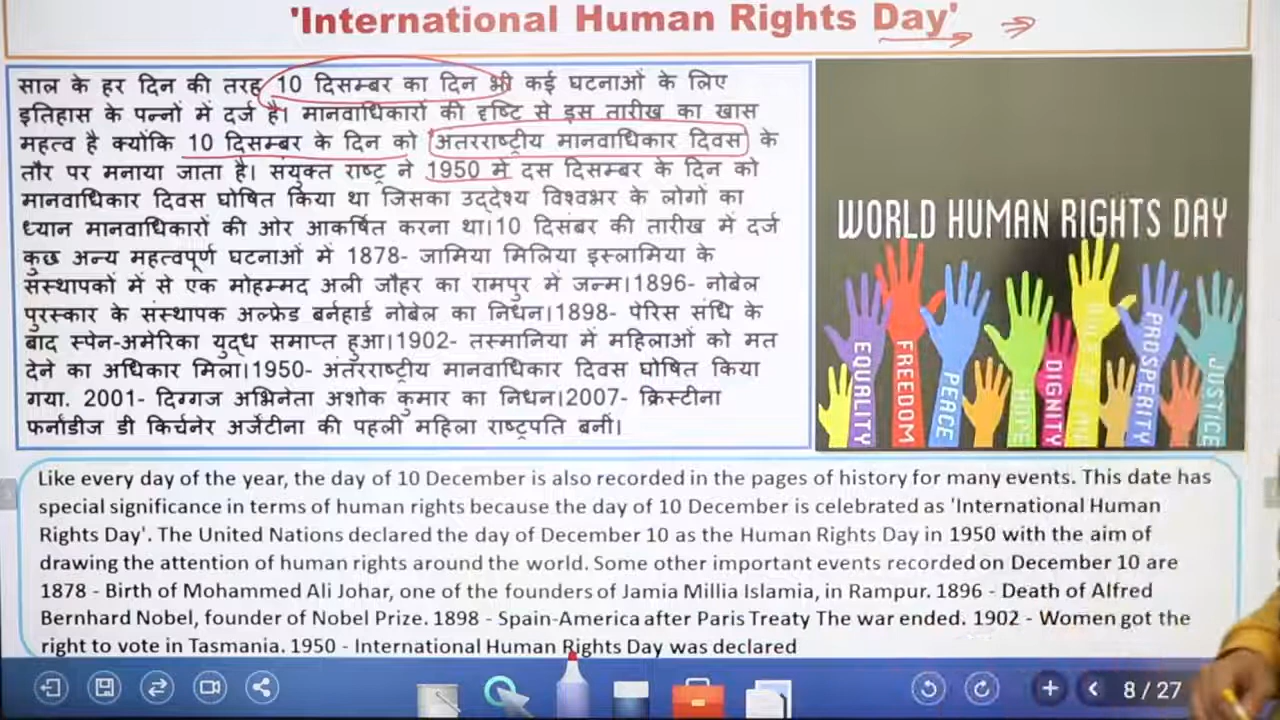 'International Human Rights Day'
साल के हर दिन की तरह 10 दिसम्बर का दिन भी कई घटनाओं के लिए
इतिहास के पन्नों में दर्ज है। मानवाधिकारों की दृष्टि से इस तारीख का खास
महत्व है क्योंकि 10 दिसम्बर के दिन को 'अंतरराष्ट्रीय मानवाधिकार दिवस के
तौर पर मनाया जाता है। संयुक्त राष्ट्र ने 1950 में दस दिसम्बर के दिन को
मानवाधिकार दिवस घोषित किया था जिसका उद्देश्य विश्वभर के लोगों का
ध्यान मानवाधिकारों की ओर आकर्षित करना था।10 दिसंबर की तारीख में दर्ज
कुछ अन्य महत्वपूर्ण घटनाओं में 1878- जामिया मिलिया इस्लामिया के
संस्थापकों में से एक मोहम्मद अली जौहर का रामपुर में जन्म।1896- नोबेल
पुरस्कार के संस्थापक अल्फ्रेड बर्नहार्ड नोबेल का निधन।1898- पेरिस संधि के
बाद स्पेन-अमेरिका युद्ध समाप्त हुआ।1902- तस्मानिया में महिलाओं को मत
देने का अधिकार मिला।1950- अंतरराष्ट्रीय मानवाधिकार दिवस घोषित किया
गया. 2001- दिग्गज अभिनेता अशोक कुमार का निधन।2007- क्रिस्टीना
फर्नांडीज डी किर्चनेर अर्जेंटीना की पहली महिला राष्ट्रपति बनीं।
WORLD HUMAN RIGHTS DAY
EQUALITY
FREEDOM
PEACE
HOPE
DIGNITY
PROSPERITY
JUSTICE
Like every day of the year, the day of 10 December is also recorded in the pages of history for many events. This date has
special significance in terms of human rights because the day of 10 December is celebrated as 'International Human
Rights Day'. The United Nations declared the day of December 10 as the Human Rights Day in 1950 with the aim of
drawing the attention of human rights around the world. Some other important events recorded on December 10 are
1878 - Birth of Mohammed Ali Johar, one of the founders of Jamia Millia Islamia, in Rampur. 1896 - Death of Alfred
Bernhard Nobel, founder of Nobel Prize. 1898 - Spain-America after Paris Treaty The war ended. 1902 - Women got the
right to vote in Tasmania. 1950 - International Human Rights Day was declared
8 / 27